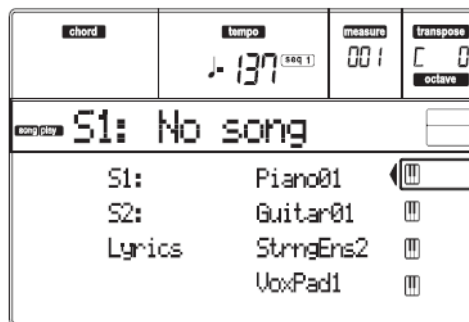 chord tempo measure transpose
♩- 137 seq 1 001 C 0
octave
song play S1: No song
S1: Piano01
S2: Guitar01
Lyrics StrngEns2
VoxPad1